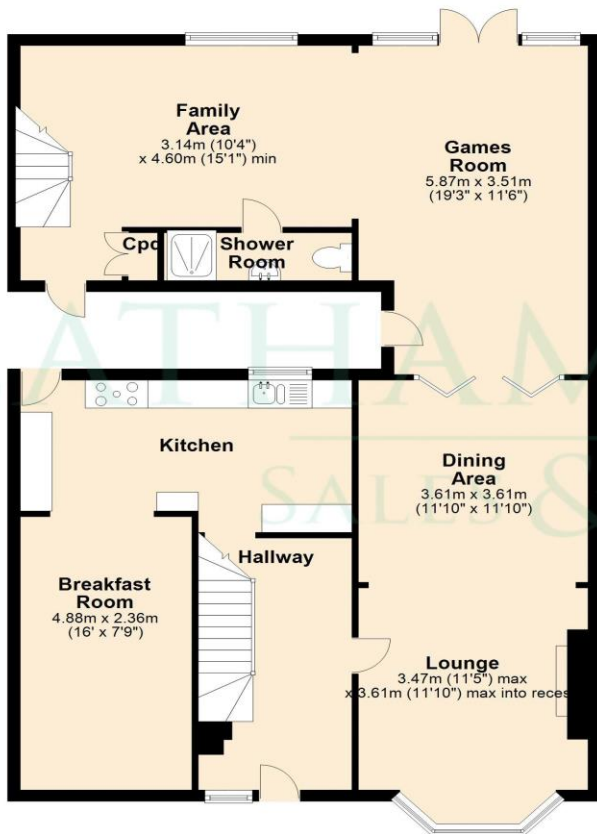 Family
Area
3.14m (10'4")
x 4.60m (15'1") min
Games
Room
5.87m x 3.51m
(19'3" x 11'6")
Cpd
Shower
Room
Kitchen
Dining
Area
3.61m x 3.61m
(11'10" x 11'10")
Hallway
Breakfast
Room
4.88m x 2.36m
(16' x 7'9")
Lounge
3.47m (11'5") max
x 3.61m (11'10") max into reces
ATHAM
SALES &